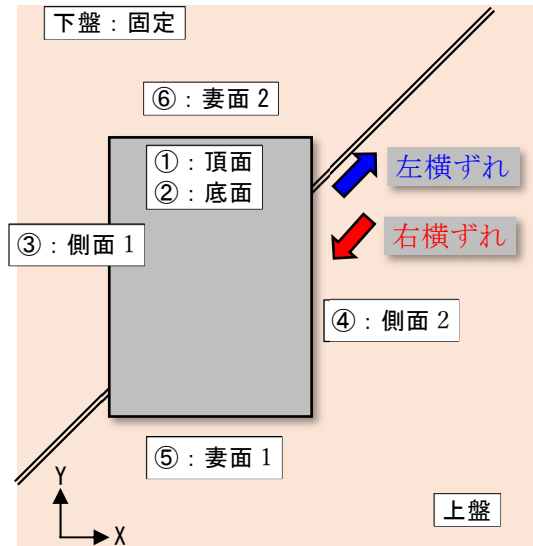 下盤：固定
⑥：妻面 2
①：頂面
②：底面
左横ずれ
③：側面 1
右横ずれ
④：側面 2
⑤：妻面 1
Y
X
上盤